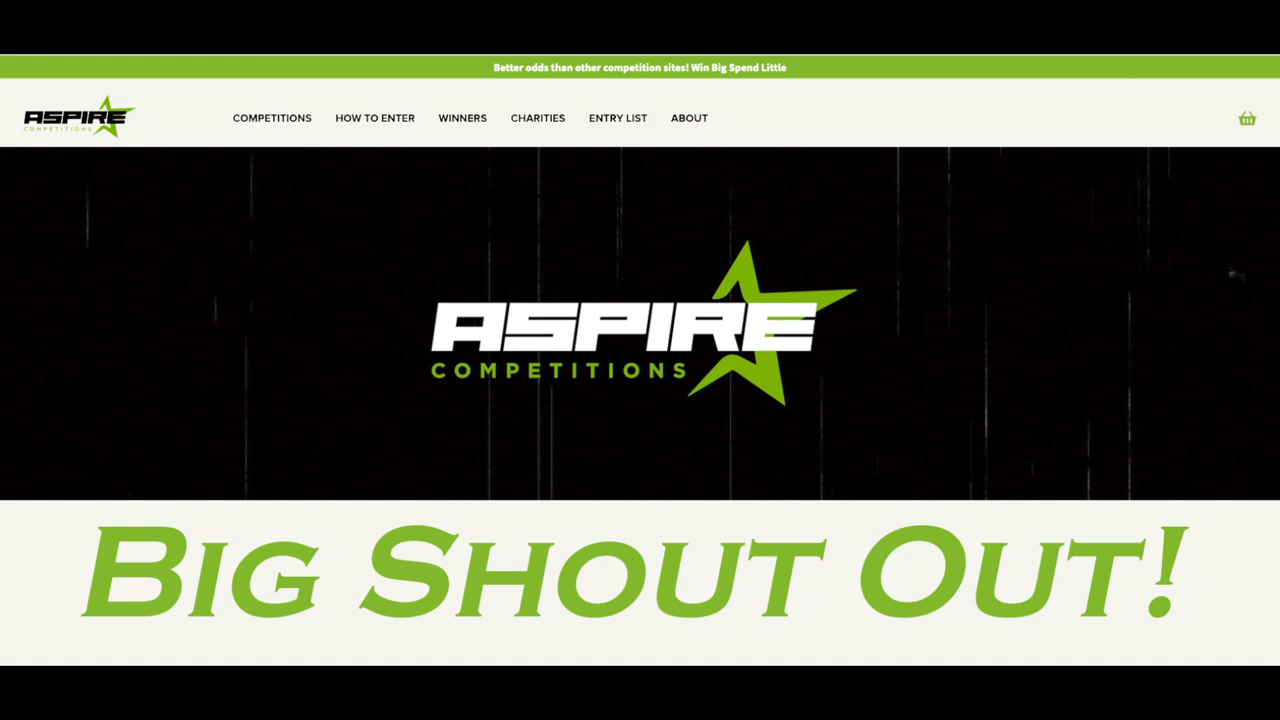 Better odds than other competition sites! Win Big Spend Little
ASPIRE
COMPETITIONS
COMPETITIONS HOW TO ENTER WINNERS CHARITIES ENTRY LIST ABOUT
ASPIRE
COMPETITIONS
BIG SHOUT OUT!